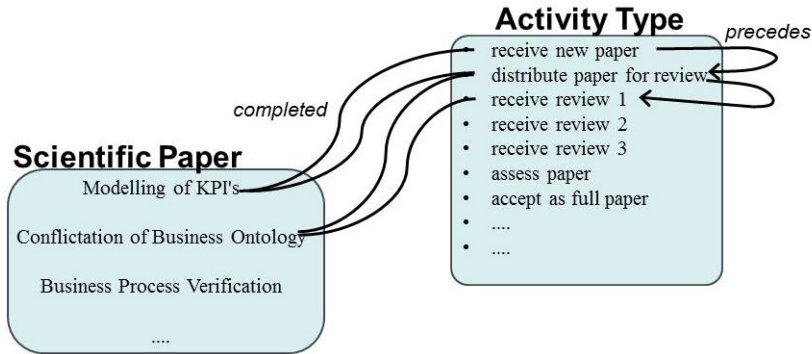 Activity Type
precedes
• receive new paper
• distribute paper for review
• receive review 1
• receive review 2
• receive review 3
• assess paper
• accept as full paper
• ....
• ....
completed
Scientific Paper
Modelling of KPI's
Conflictation of Business Ontology
Business Process Verification
....